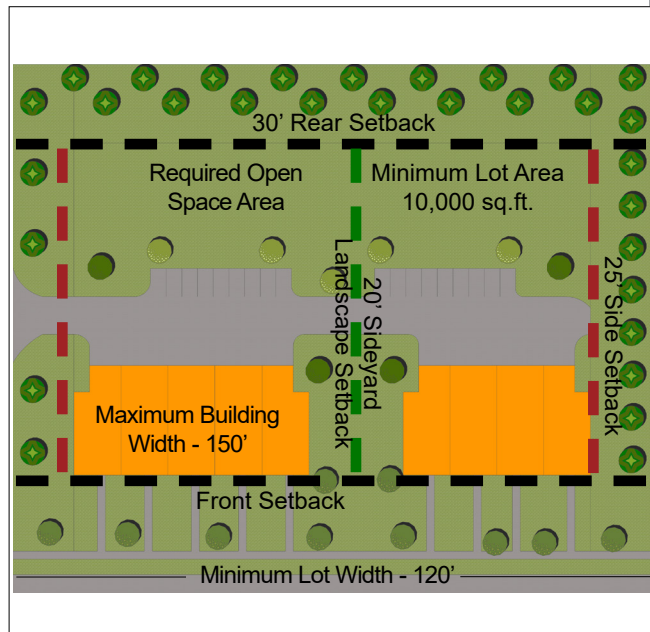 30’ Rear Setback
Required Open
Space Area
Minimum Lot Area
10,000 sq.ft.
20’ Sideyard
Landscape Setback
25’ Side Setback
Maximum Building
Width - 150’
Front Setback
Minimum Lot Width - 120’